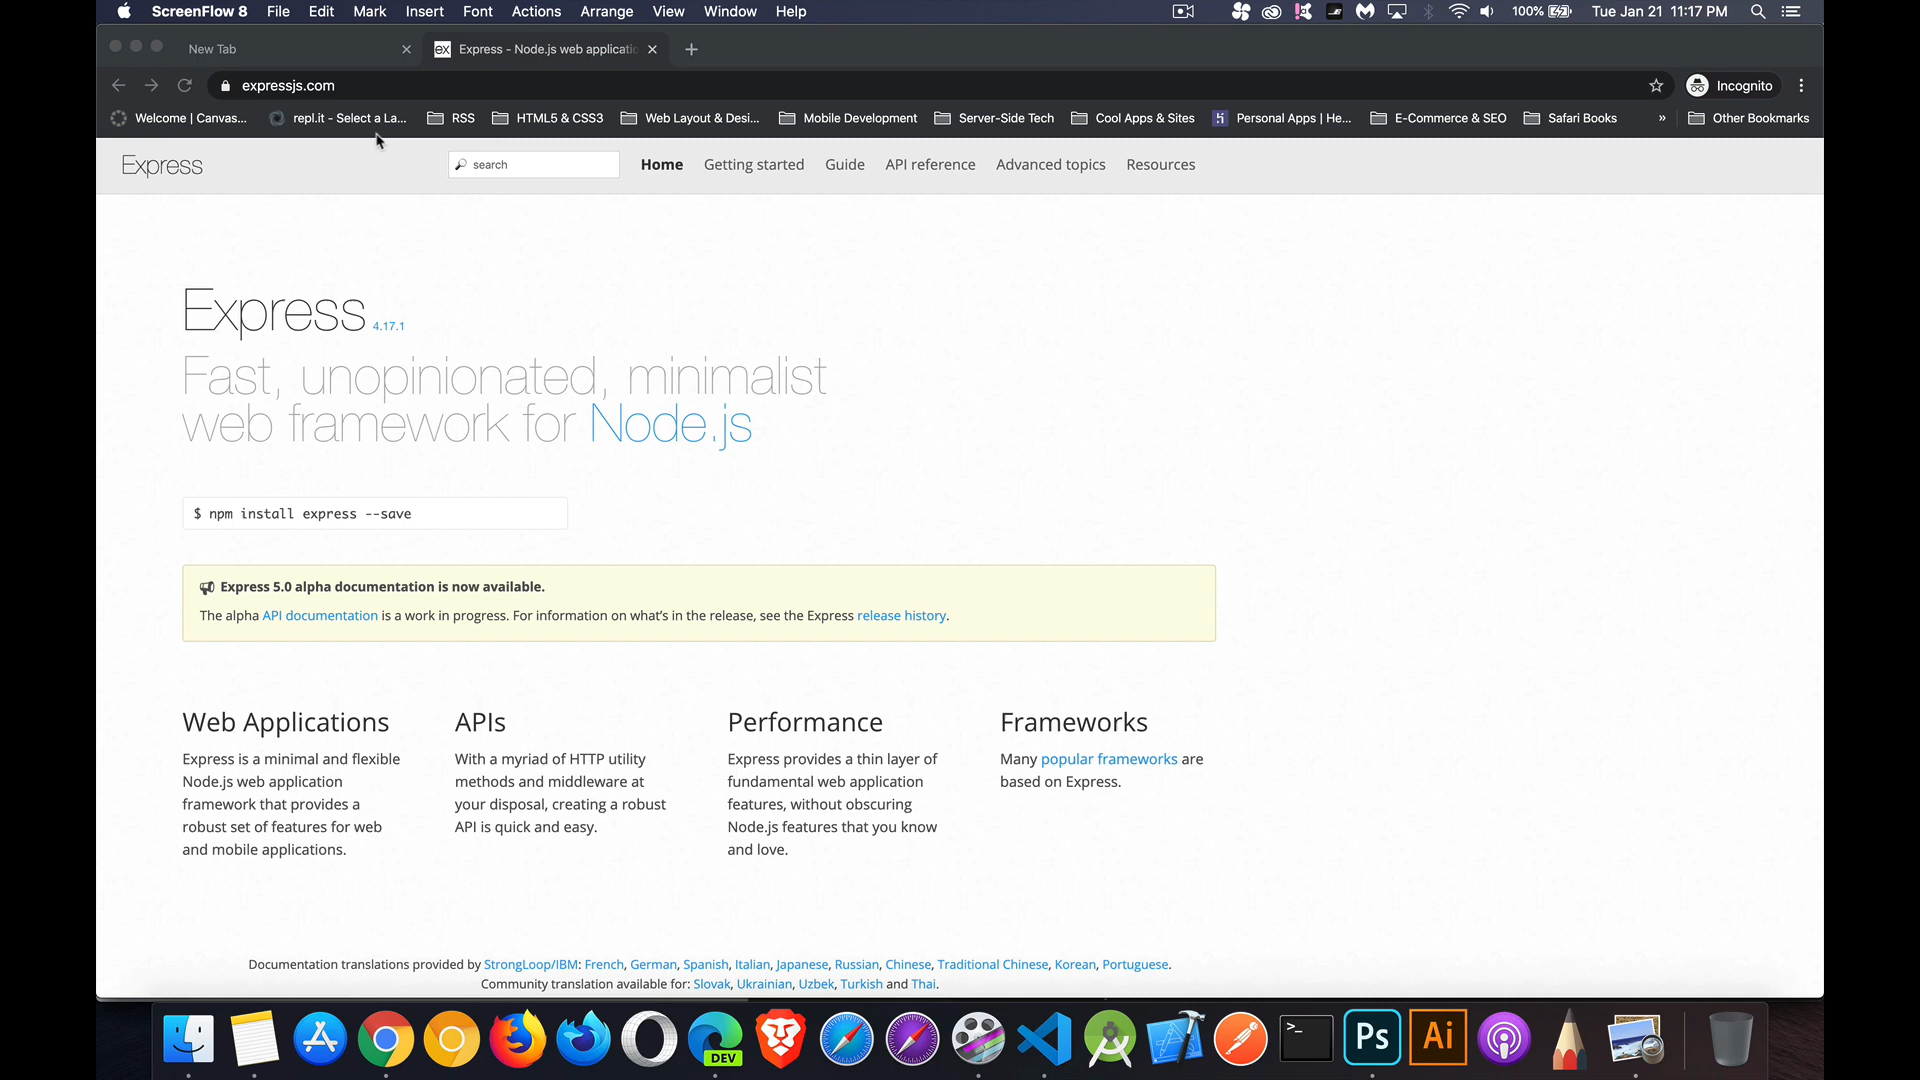 ScreenFlow 8 File Edit Mark Insert Font Actions Arrange View Window Help 100% Tue Jan 21 11:17 PM
New Tab Express - Node.js web applicatio
expressjs.com Incognito
Welcome | Canvas... repl.it - Select a La... RSS HTML5 & CSS3 Web Layout & Desi... Mobile Development Server-Side Tech Cool Apps & Sites Personal Apps | He... E-Commerce & SEO Safari Books » Other Bookmarks
Express search Home Getting started Guide API reference Advanced topics Resources
Express 4.17.1
Fast, unopinionated, minimalist
web framework for Node.js
$ npm install express --save
Express 5.0 alpha documentation is now available.
The alpha API documentation is a work in progress. For information on what's in the release, see the Express release history.
Web Applications
Express is a minimal and flexible
Node.js web application
framework that provides a
robust set of features for web
and mobile applications.
APIs
With a myriad of HTTP utility
methods and middleware at
your disposal, creating a robust
API is quick and easy.
Performance
Express provides a thin layer of
fundamental web application
features, without obscuring
Node.js features that you know
and love.
Frameworks
Many popular frameworks are
based on Express.
Documentation translations provided by StrongLoop/IBM: French, German, Spanish, Italian, Japanese, Russian, Chinese, Traditional Chinese, Korean, Portuguese.
Community translation available for: Slovak, Ukrainian, Uzbek, Turkish and Thai.
DEV >_ Ps Ai